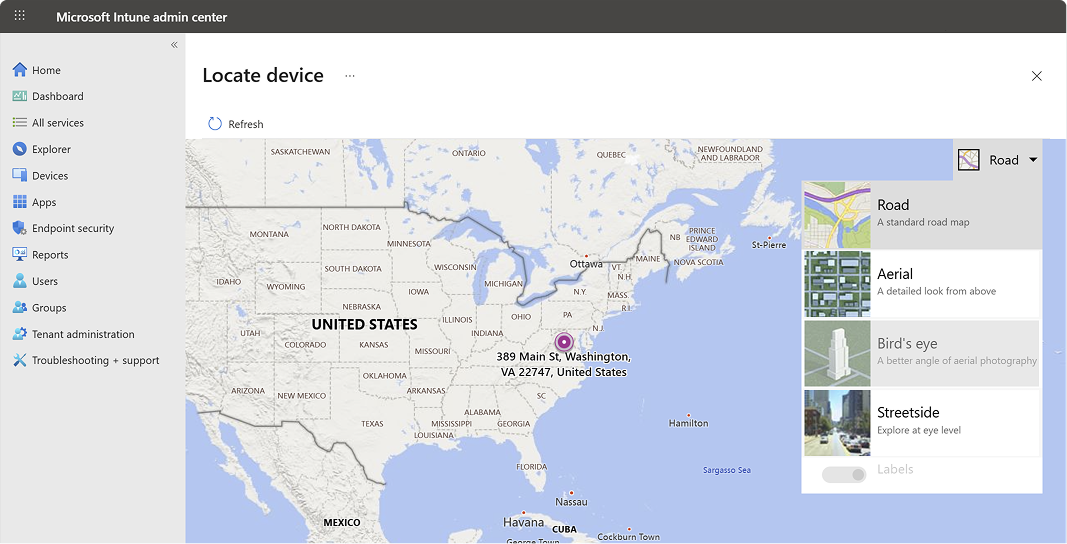 Microsoft Intune admin center
«
Home
Dashboard
All services
Explorer
Devices
Apps
Endpoint security
Reports
Users
Groups
Tenant administration
Troubleshooting + support
Locate device ...
Refresh
SASKATCHEWAN
ONTARIO
QUEBEC
NEWFOUNDLAND
AND LABRADOR
MONTANA
NORTH DAKOTA
MINNESOTA
NB
PRINCE
EDWARD
ISLAND
St-Pierre
Ottawa
MAINE
NOVA SCOTIA
IDAHO
SOUTH DAKOTA
WISCONSIN
VT
N.H.
WYOMING
IOWA
MICHIGAN
N.Y.
MASS.
NEBRASKA
R.I.
ILLINOIS
OHIO
PA
UNITED STATES
UTAH
INDIANA
N.J.
COLORADO
KANSAS
MISSOURI
389 Main St, Washington,
VA 22747, United States
OKLAHOMA
ARIZONA
NEW MEXICO
ARKANSAS
SC
ALABAMA
TEXAS
MISSISSIPPI
GEORGIA
LOUISIANA
Hamilton
FLORIDA
Sargasso Sea
Nassau
MEXICO
Havana
CUBA
George Town
Cockburn Town
Road
Road
A standard road map
Aerial
A detailed look from above
Bird's eye
A better angle of aerial photography
Streetside
Explore at eye level
Labels